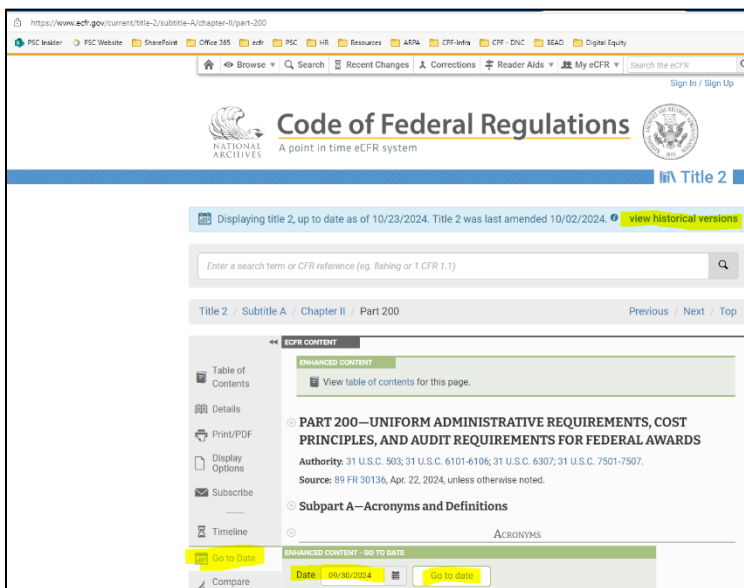 https://www.ecfr.gov/current/title-2/subtitle-A/chapter-II/part-200
PSC Insider PSC Website SharePoint Office 365 ecfr PSC HR Resources ARPA CPF-Infra CPF - DNC BEAD Digital Equity
Browse Search Recent Changes Corrections Reader Aids My eCFR Search the eCFR
Sign In / Sign Up
NATIONAL ARCHIVES
Code of Federal Regulations
A point in time eCFR system
Title 2
Displaying title 2, up to date as of 10/23/2024. Title 2 was last amended 10/02/2024. view historical versions
Enter a search term or CFR reference (eg. fishing or 1 CFR 1.1)
Title 2 / Subtitle A / Chapter II / Part 200 Previous / Next / Top
ECFR CONTENT
Table of Contents
Details
Print/PDF
Display Options
Subscribe
Timeline
Go to Date
Compare
ENHANCED CONTENT
View table of contents for this page.
PART 200—UNIFORM ADMINISTRATIVE REQUIREMENTS, COST
PRINCIPLES, AND AUDIT REQUIREMENTS FOR FEDERAL AWARDS
Authority: 31 U.S.C. 503; 31 U.S.C. 6101-6106; 31 U.S.C. 6307; 31 U.S.C. 7501-7507.
Source: 89 FR 30136, Apr. 22, 2024, unless otherwise noted.
Subpart A—Acronyms and Definitions
ACRONYMS
ENHANCED CONTENT - GO TO DATE
Date 09/30/2024 Go to date